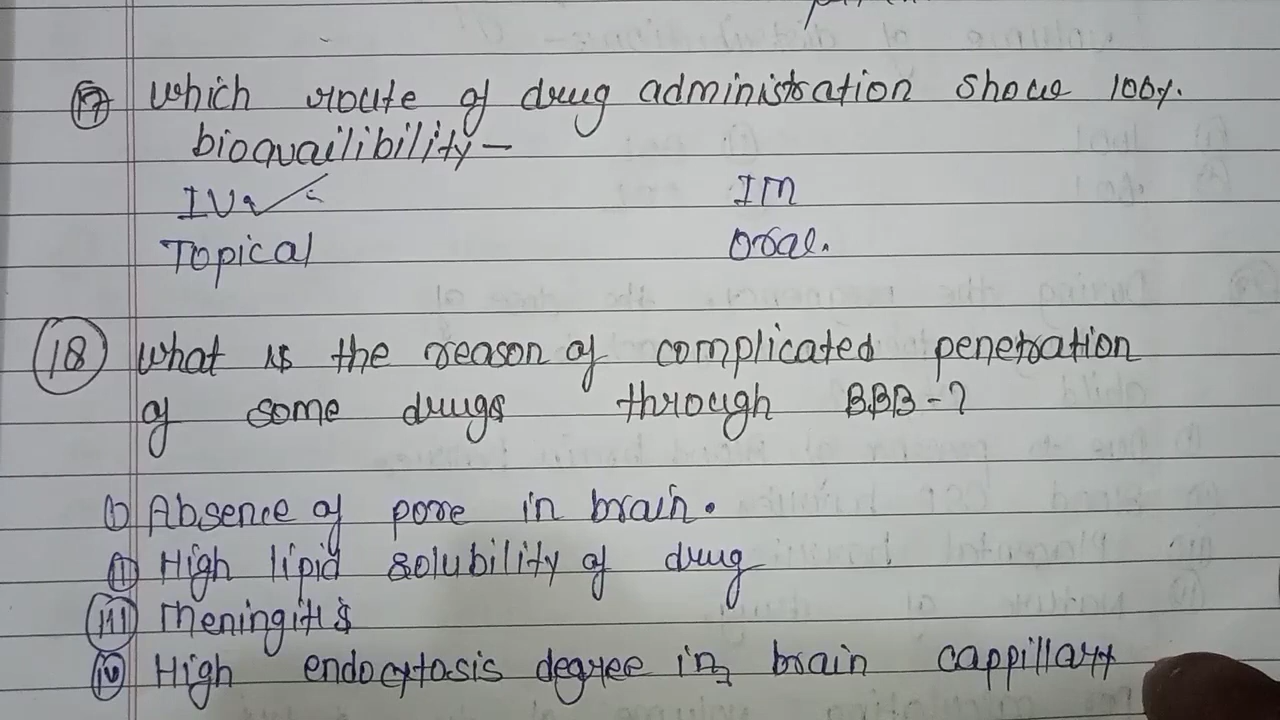 17 Which route of drug administration show 100%.
bioavailibility—
IV. ✓ IM
Topical Oral.
18 What is the reason of complicated penetration
of some drugs through BBB-?
(i) Absence of pore in brain.
(ii) High lipid solubility of drug
(iii) Meningitis
(iv) High endocytosis degree in brain cappillary